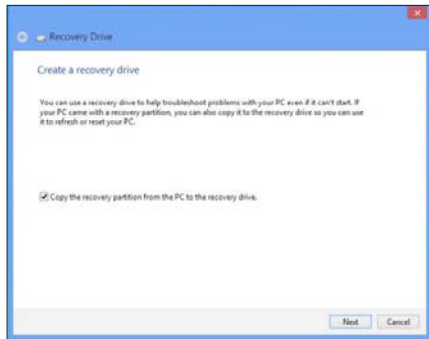 Recovery Drive
Create a recovery drive
You can use a recovery drive to help troubleshoot problems with your PC even if it can't start. If
your PC came with a recovery partition, you can also copy it to the recovery drive so you can use
it to refresh or reset your PC.
Copy the recovery partition from the PC to the recovery drive.
Next Cancel